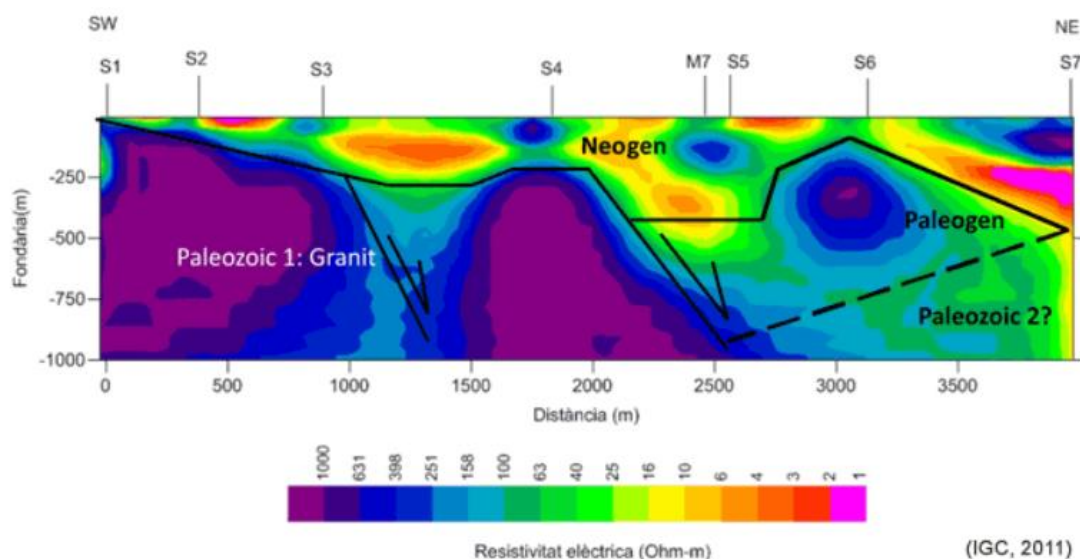 SW
NE
S1
S2
S3
S4
M7
S5
S6
S7
Neogen
Paleogen
Paleozoic 1: Granit
Paleozoic 2?
Fondària(m)
-250
-500
-750
-1000
0
500
1000
1500
2000
2500
3000
3500
Distància (m)
1000
631
398
251
158
100
63
40
25
16
10
6
4
3
2
1
Resistivitat elèctrica (Ohm-m)
(IGC, 2011)